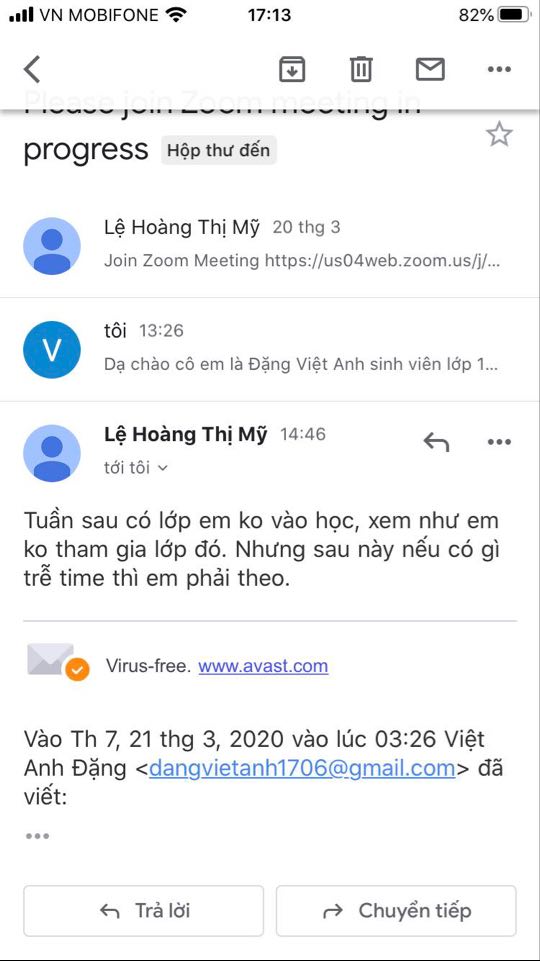 VN MOBIFONE 17:13 82%
Please join Zoom meeting in
progress Hộp thư đến
Lệ Hoàng Thị Mỹ 20 thg 3
Join Zoom Meeting https://us04web.zoom.us/j/...
V
tôi 13:26
Dạ chào cô em là Đặng Việt Anh sinh viên lớp 1...
Lệ Hoàng Thị Mỹ 14:46
tới tôi
Tuần sau có lớp em ko vào học, xem như em
ko tham gia lớp đó. Nhưng sau này nếu có gì
trễ time thì em phải theo.
Virus-free. www.avast.com
Vào Th 7, 21 thg 3, 2020 vào lúc 03:26 Việt
Anh Đặng <dangvietanh1706@gmail.com> đã
viết:
Trả lời
Chuyển tiếp